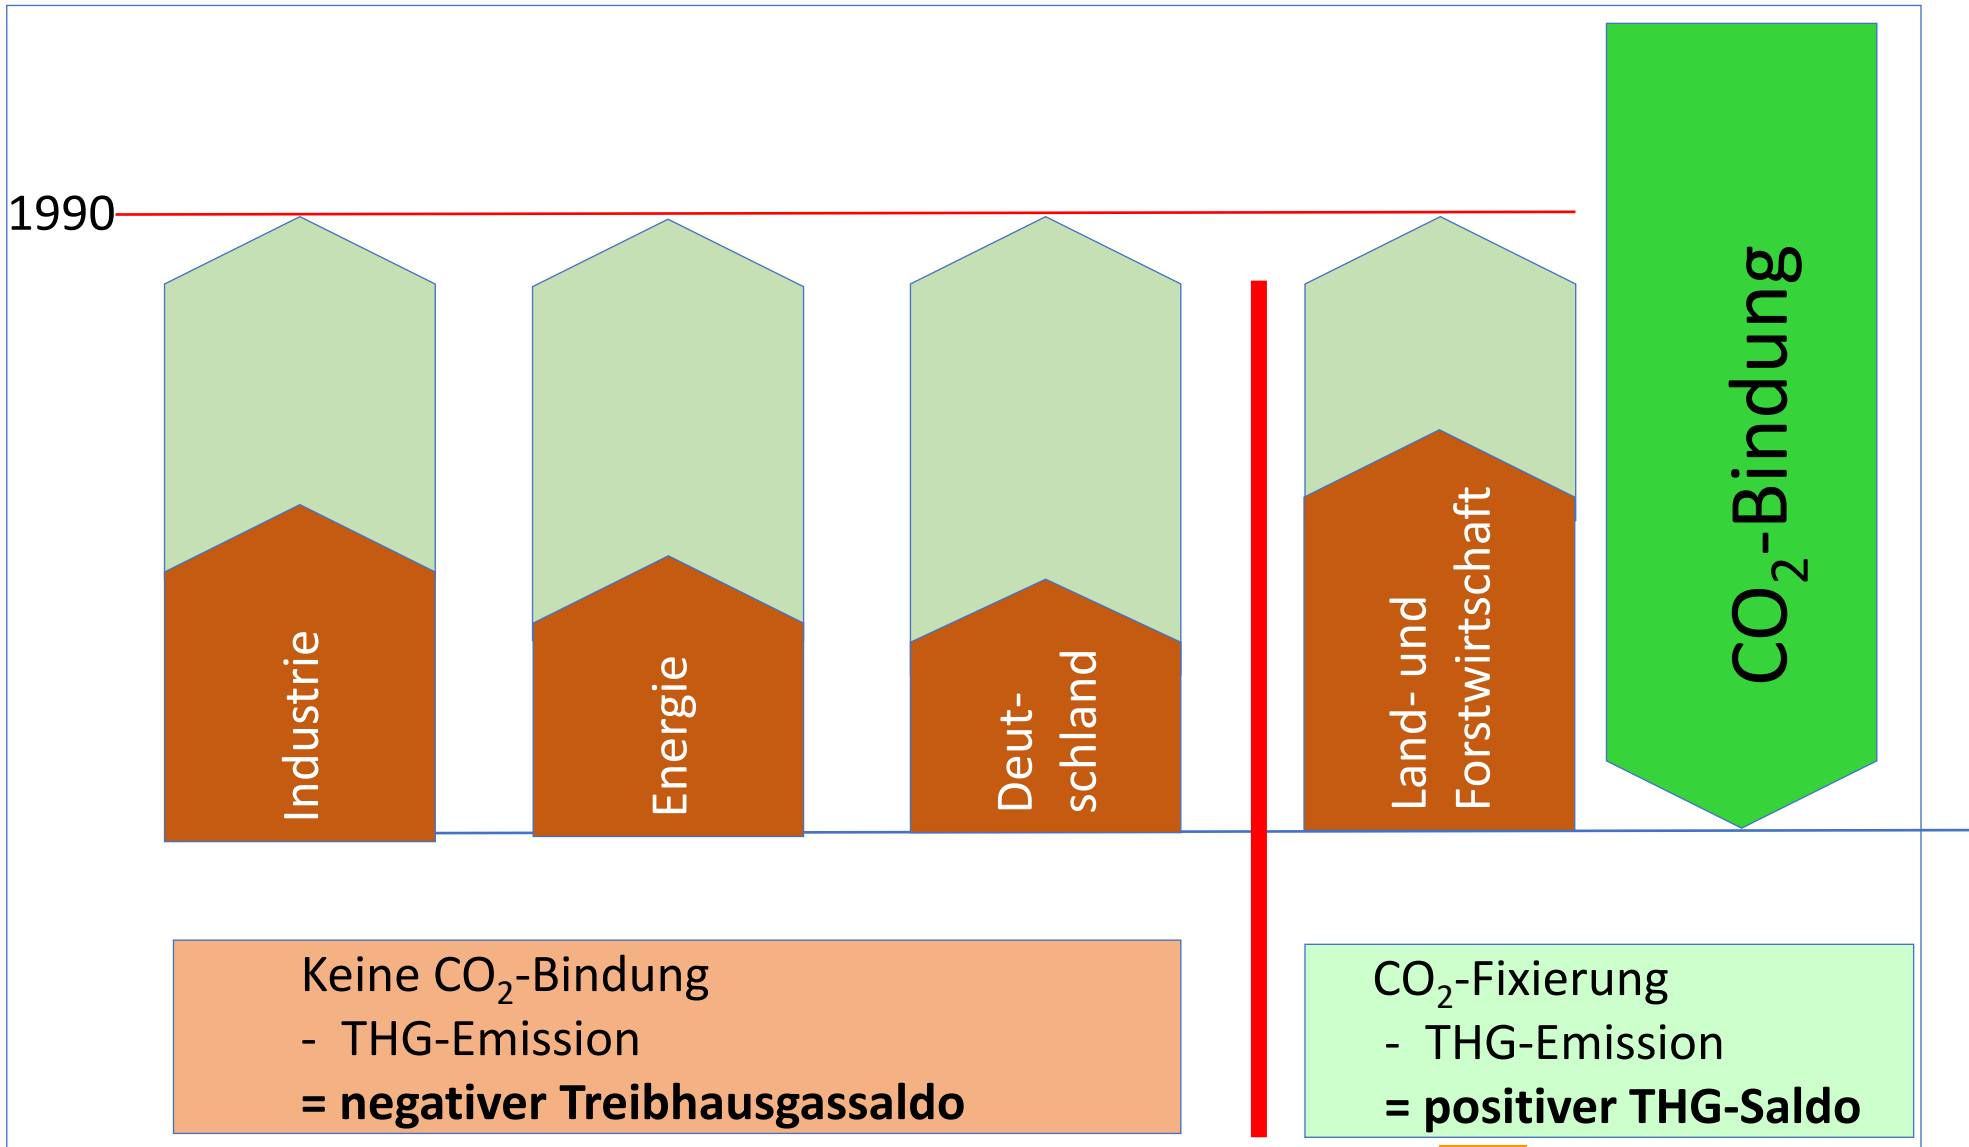 1990
Industrie
Energie
Deut-
schland
Land- und
Forstwirtschaft
CO₂-Bindung
Keine CO₂-Bindung
- THG-Emission
= negativer Treibhausgassaldo
CO₂-Fixierung
- THG-Emission
= positiver THG-Saldo